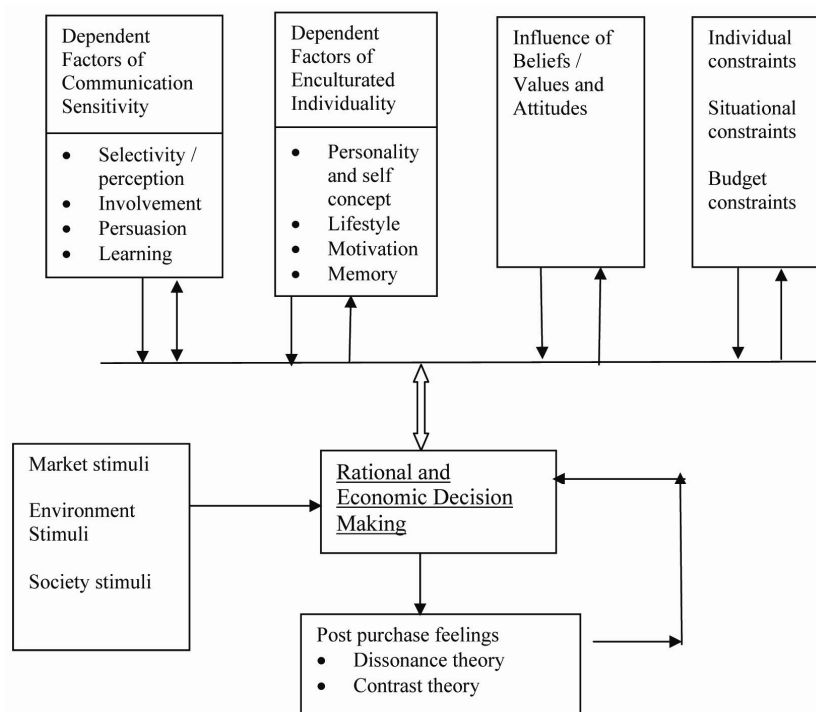 Dependent
Factors of
Communication
Sensitivity
• Selectivity /
perception
• Involvement
• Persuasion
• Learning
Dependent
Factors of
Enculturated
Individuality
• Personality
and self
concept
• Lifestyle
• Motivation
• Memory
Influence of
Beliefs /
Values and
Attitudes
Individual
constraints
Situational
constraints
Budget
constraints
Market stimuli
Environment
Stimuli
Society stimuli
Rational and
Economic Decision
Making
Post purchase feelings
• Dissonance theory
• Contrast theory